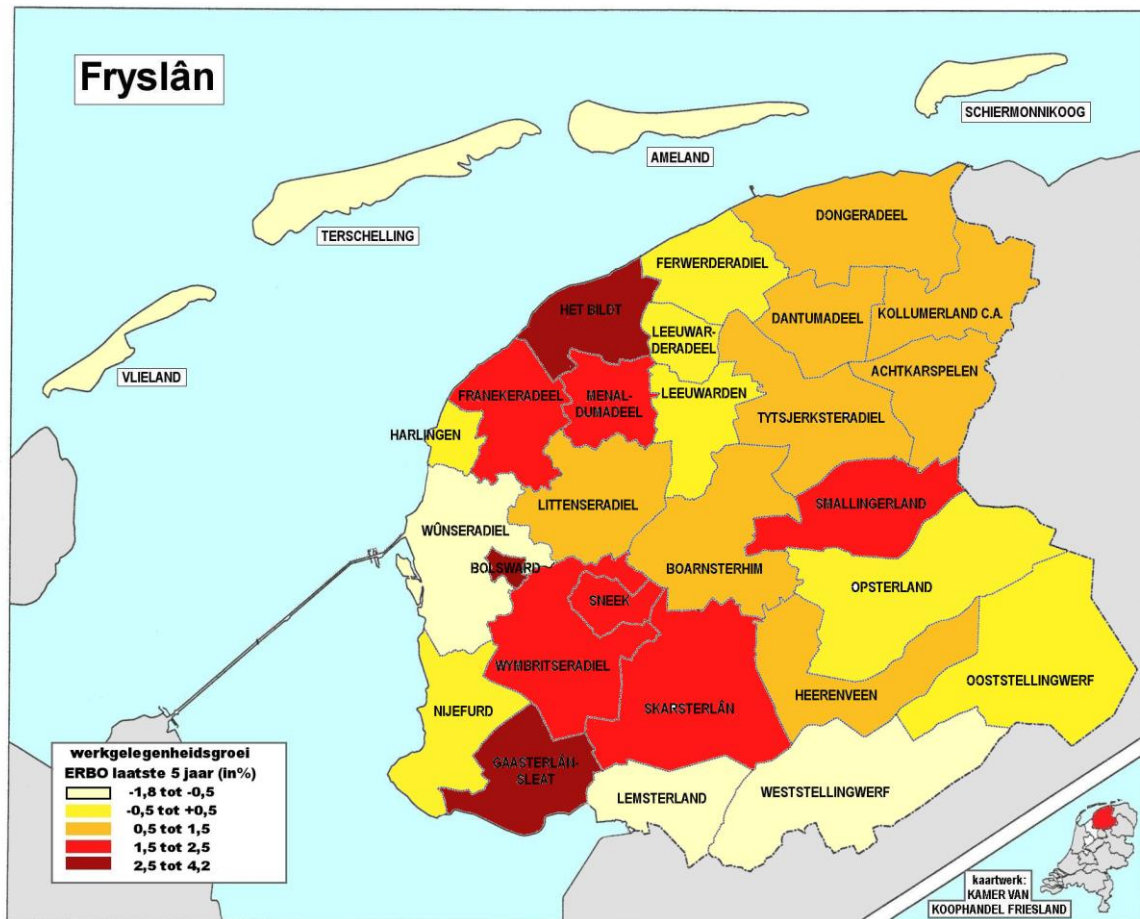 Fryslân
SCHIERMONNIKOOG
AMELAND
TERSCHELLING
VLIELAND
DONGERADEEL
FERWERDERADIEL
HET BILDT
DANTUMADEEL
KOLLUMERLAND C.A.
LEEUWAR-
DERADEEL
ACHTKARSPELEN
FRANEKERADEEL
MENAL-
DUMADEEL
LEEUWARDEN
TYTSJERKSTERADIEL
HARLINGEN
LITTENSERADIEL
SMALLINGERLAND
WÛNSERADIEL
BOLSWARD
BOARNSTERHIM
OPSTERLAND
SNEEK
WYMBRITSERADIEL
HEERENVEEN
OOSTSTELLINGWERF
NIJEFURD
SKARSTERLÂN
GAASTERLÂN-
SLEAT
LEMSTERLAND
WESTSTELLINGWERF
werkgelegenheidsgroei
ERBO laatste 5 jaar (in%)
-1,8 tot -0,5
-0,5 tot +0,5
0,5 tot 1,5
1,5 tot 2,5
2,5 tot 4,2
kaartwerk:
KAMER VAN
KOOPHANDEL FRIESLAND